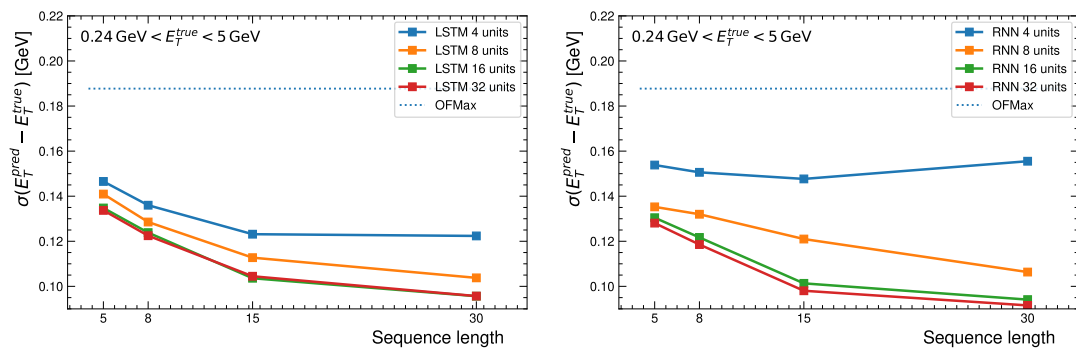 0.22
0.20
0.18
0.16
0.14
0.12
0.10
σ(E_T^pred − E_T^true) [GeV]
0.24 GeV < E_T^true < 5 GeV
LSTM 4 units
LSTM 8 units
LSTM 16 units
LSTM 32 units
OFMax
5 8 15 30
Sequence length
0.22
0.20
0.18
0.16
0.14
0.12
0.10
σ(E_T^pred − E_T^true) [GeV]
0.24 GeV < E_T^true < 5 GeV
RNN 4 units
RNN 8 units
RNN 16 units
RNN 32 units
OFMax
5 8 15 30
Sequence length